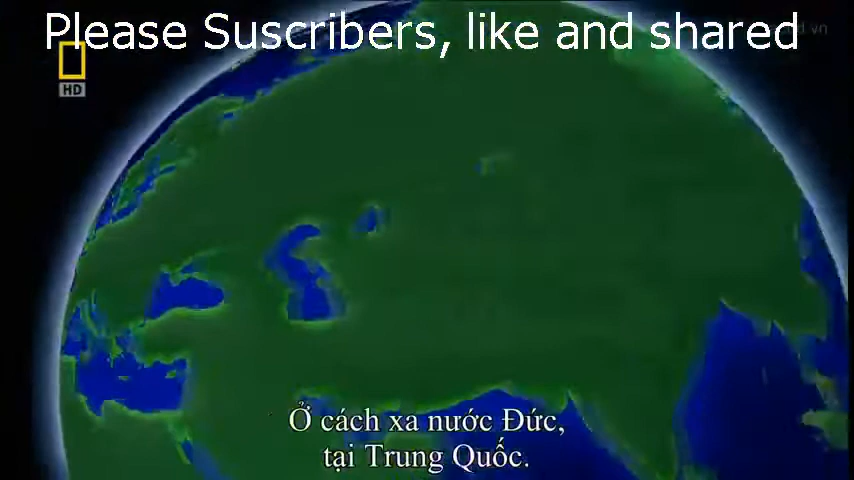 Please Suscribers, like and shared
HD
Ở cách xa nước Đức,
tại Trung Quốc.